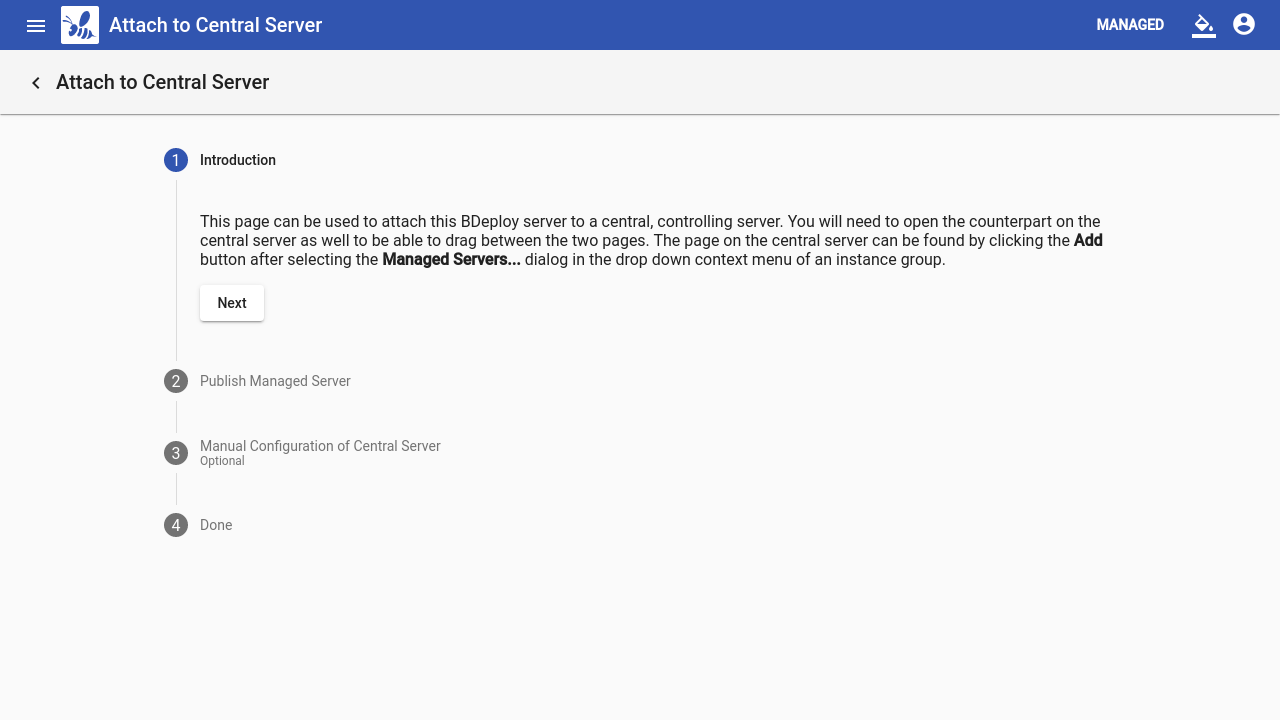 Attach to Central Server
MANAGED
Attach to Central Server
1 Introduction
This page can be used to attach this BDeploy server to a central, controlling server. You will need to open the counterpart on the
central server as well to be able to drag between the two pages. The page on the central server can be found by clicking the Add
button after selecting the Managed Servers... dialog in the drop down context menu of an instance group.
Next
2 Publish Managed Server
3 Manual Configuration of Central Server
Optional
4 Done